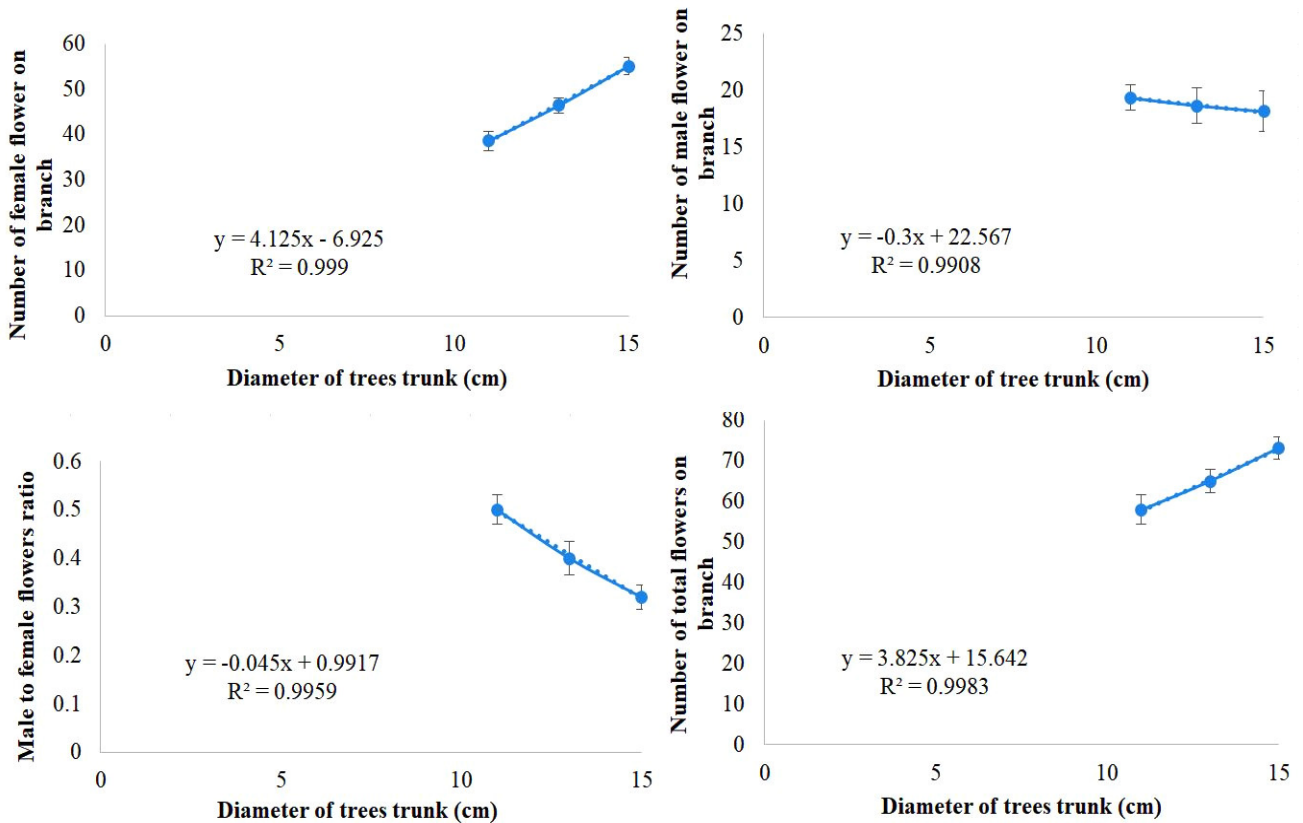 Number of female flower on
branch
60
50
40
30
20
10
0
y = 4.125x - 6.925
R² = 0.999
0
5
10
15
Diameter of trees trunk (cm)
Number of male flower on
branch
25
20
15
10
5
0
y = -0.3x + 22.567
R² = 0.9908
0
5
10
15
Diameter of tree trunk (cm)
Male to female flowers ratio
0.6
0.5
0.4
0.3
0.2
0.1
0
y = -0.045x + 0.9917
R² = 0.9959
0
5
10
15
Diameter of trees trunk (cm)
Number of total flowers on
branch
80
70
60
50
40
30
20
10
0
y = 3.825x + 15.642
R² = 0.9983
0
5
10
15
Diameter of trees trunk (cm)